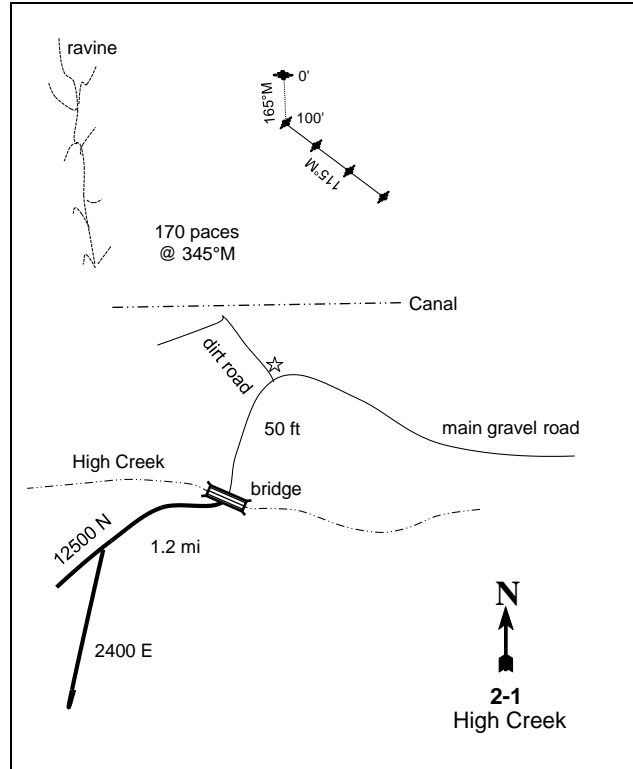 ravine
0'
165°M
100'
115°M
170 paces
@ 345°M
Canal
dirt road
main gravel road
50 ft
High Creek
bridge
12500 N
1.2 mi
2400 E
N
2-1
High Creek